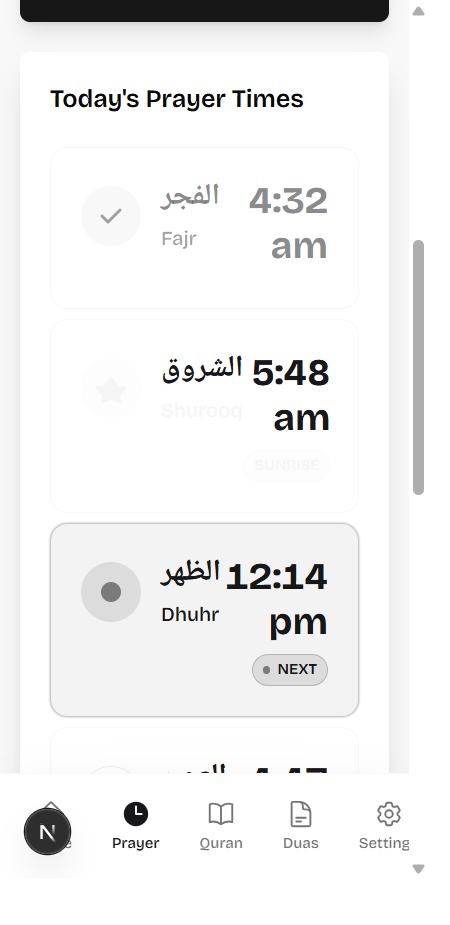 Today's Prayer Times
الفجر
4:32 am
Fajr
الشروق
5:48 am
Shurooq
SUNRISE
الظهر
12:14 pm
Dhuhr
NEXT
N
Prayer
Quran
Duas
Setting